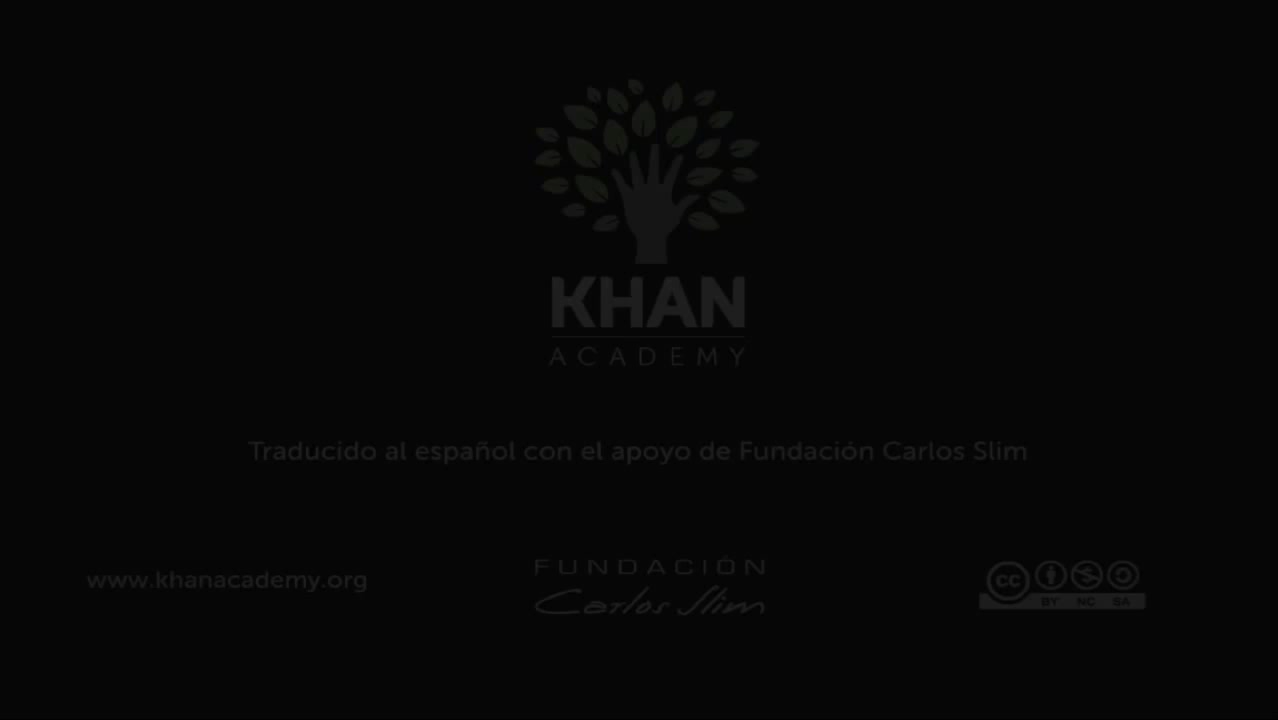 KHAN
ACADEMY
Traducido al español con el apoyo de Fundación Carlos Slim
www.khanacademy.org
FUNDACIÓN
Carlos Slim
cc
BY NC SA